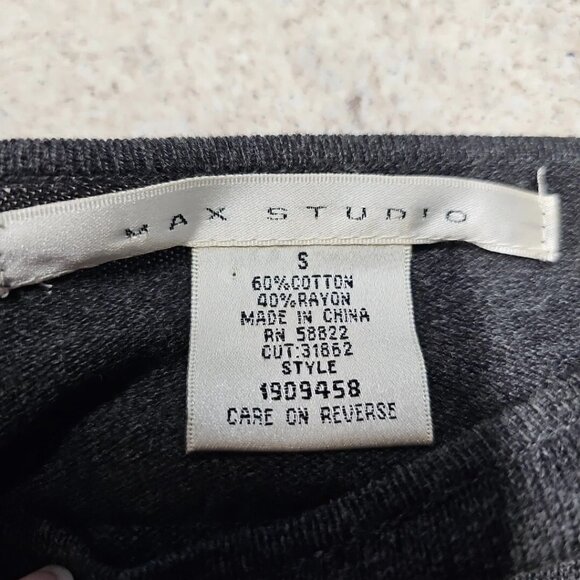 MAX STUDIO
S
60%COTTON
40%RAYON
MADE IN CHINA
RN 58822
CUT:31862
STYLE
1909458
CARE ON REVERSE